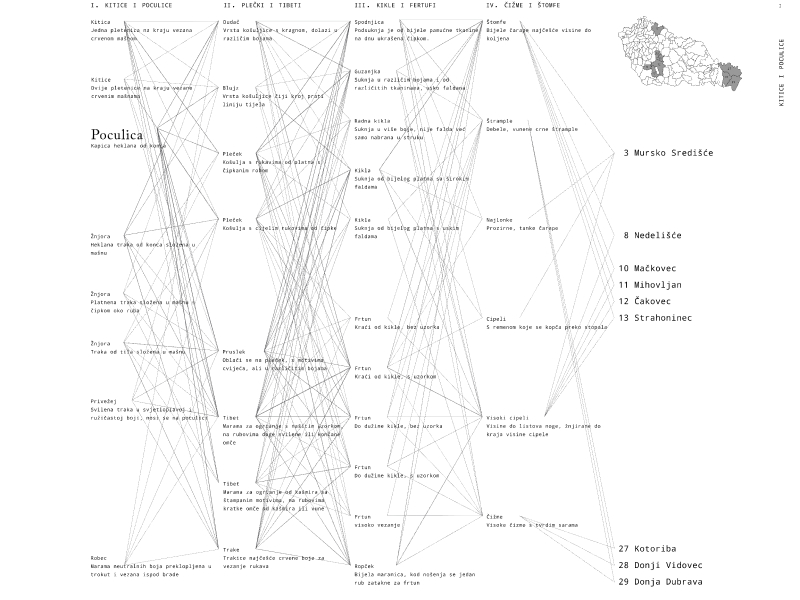 I. KITICE I POCULICE
II. PLEČKI I TIBETI
III. KIKLE I FERTUFI
IV. ČIŽME I ŠTOMFE
KITICE I POCULICE
Kitice
Jedna pletenica na kraju vezana
crvenom mašnom
Kitice
Dvije pletenice na kraju vezane
crvenim mašnama
Poculica
Kapica heklana od konca
Žnjora
Heklana traka od konca složena u
mašnu
Žnjora
Platnena traka složena u mašnu s
čipkom oko ruba
Žnjora
Traka od tila složena u mašnu
Privežej
Svilena traka u svjetloplavoj i
ružičastoj boji, nosi se na poculici
Robec
Marama neutralnih boja preklopljena u
trokut i vezana ispod brade
Oudač
Vrsta košuljice s kragnom, dolazi u
različim bojama
Blujz
Vrsta košuljice čiji kroj prati
liniju tijela
Pleček
Košulja s rukavima od platna s
čipkanim rubom
Pleček
Košulja s cijelim rukavima od čipke
Pruslek
Oblači se na pleček, s motivima
cvijeća, ali u različitim bojama
Tibet
Marama za ogrtanje s našitim uzorkom,
na rubovima duge svilene ili končane
omče
Tibet
Marama za ogrtanje od kašmira sa
štampanim motivima, na rubovima
kratke omče od kašmira ili vune
Trake
Trakice najčešće crvene boje za
vezanje rukava
Spodnjica
Podsuknja je od bijele pamučne tkanine
na dnu ukrašena čipkom.
Guzanjka
Suknja u različim bojama i od
različitih tkaninama, usko faldana
Radna kikla
Suknja u više boje, nije falda već
samo nabrana u struku
Kikla
Suknja od bijelog platna sa širokim
faldama
Kikla
Suknja od bijelog platna s uskim
faldama
Frtun
Kraći od kikle, bez uzorka
Frtun
Kraći od kikle, s uzorkom
Frtun
Do dužine kikle, bez uzorka
Frtun
Do dužine kikle, s uzorkom
Frtun
visoko vezanje
Ropček
Bijela maramica, kod nošenja se jedan
rub zatakne za frtun
Štomfe
Bijele čarape najčešće visine do
koljena
Štrample
Debele, vunene crne štrample
Najlonke
Prozirne, tanke čarape
Cipeli
S remenom koje se kopča preko stopala
Visoki cipeli
Visine do listova noge, žnjirane do
kraja visine cipele
Čižme
Visoke čizme s tvrdim sarama
3 Mursko Središće
8 Nedelišće
10 Mačkovec
11 Mihovljan
12 Čakovec
13 Strahoninec
27 Kotoriba
28 Donji Vidovec
29 Donja Dubrava